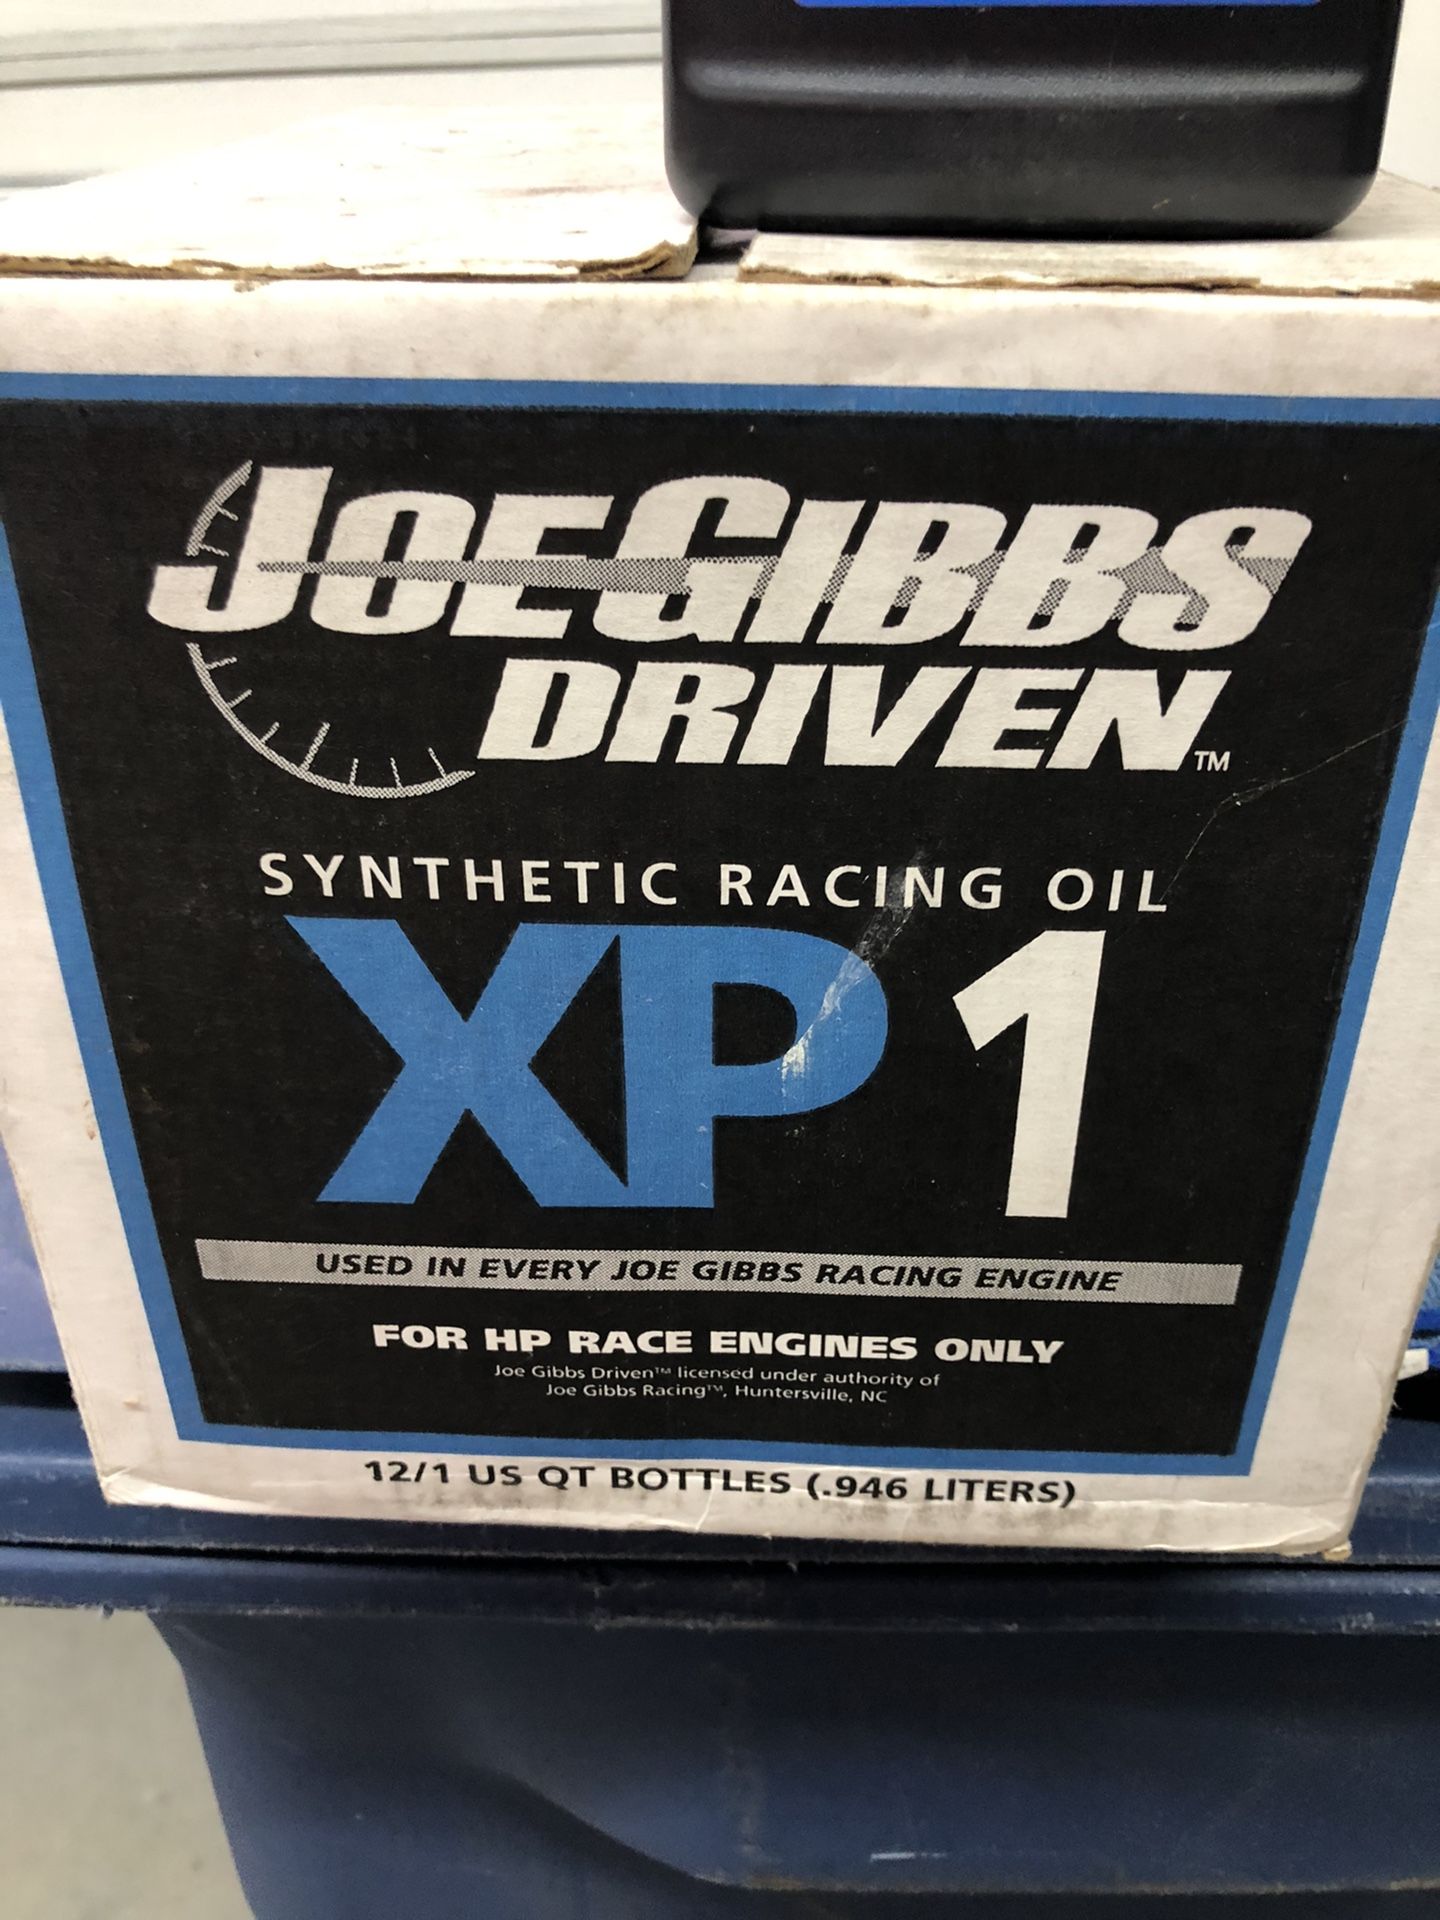 JOE GIBBS
DRIVEN™
SYNTHETIC RACING OIL
XP1
USED IN EVERY JOE GIBBS RACING ENGINE
FOR HP RACE ENGINES ONLY
Joe Gibbs Driven™ licensed under authority of
Joe Gibbs Racing™, Huntersville, NC
12/1 US QT BOTTLES (.946 LITERS)